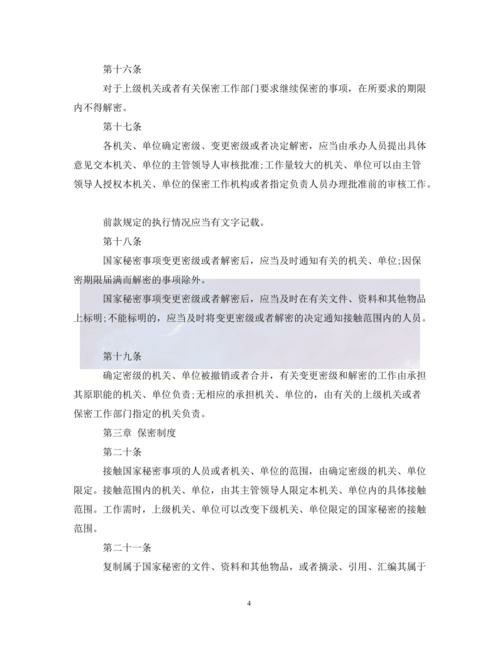 第十六条
对于上级机关或者有关保密工作部门要求继续保密的事项，在所要求的期限
内不得解密。
第十七条
各机关、单位确定密级、变更密级或者决定解密，应当由承办人员提出具体
意见交本机关、单位的主管领导人审核批准;工作量较大的机关、单位可以由主管
领导人授权本机关、单位的保密工作机构或者指定负责人员办理批准前的审核工作。
前款规定的执行情况应当有文字记载。
第十八条
国家秘密事项变更密级或者解密后，应当及时通知有关的机关、单位;因保
密期限届满而解密的事项除外。
国家秘密事项变更密级或者解密后，应当及时在有关文件、资料和其他物品
上标明;不能标明的，应当及时将变更密级或者解密的决定通知接触范围内的人员。
第十九条
确定密级的机关、单位被撤销或者合并，有关变更密级和解密的工作由承担
其原职能的机关、单位负责;无相应的承担机关、单位的，由有关的上级机关或者
保密工作部门指定的机关负责。
第三章 保密制度
第二十条
接触国家秘密事项的人员或者机关、单位的范围，由确定密级的机关、单位
限定。接触范围内的机关、单位，由其主管领导人限定本机关、单位内的具体接触
范围。工作需时，上级机关、单位可以改变下级机关、单位限定的国家秘密的接触
范围。
第二十一条
复制属于国家秘密的文件、资料和其他物品，或者摘录、引用、汇编其属于
4